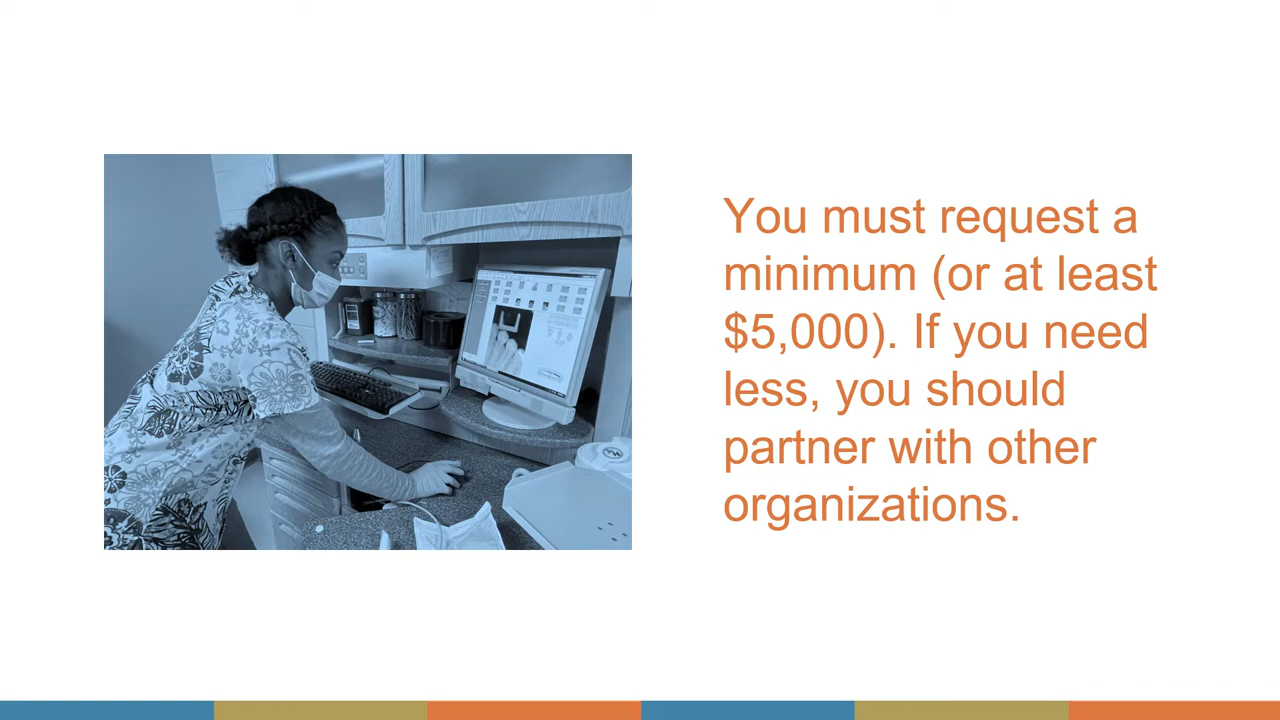 You must request a
minimum (or at least
$5,000). If you need
less, you should
partner with other
organizations.